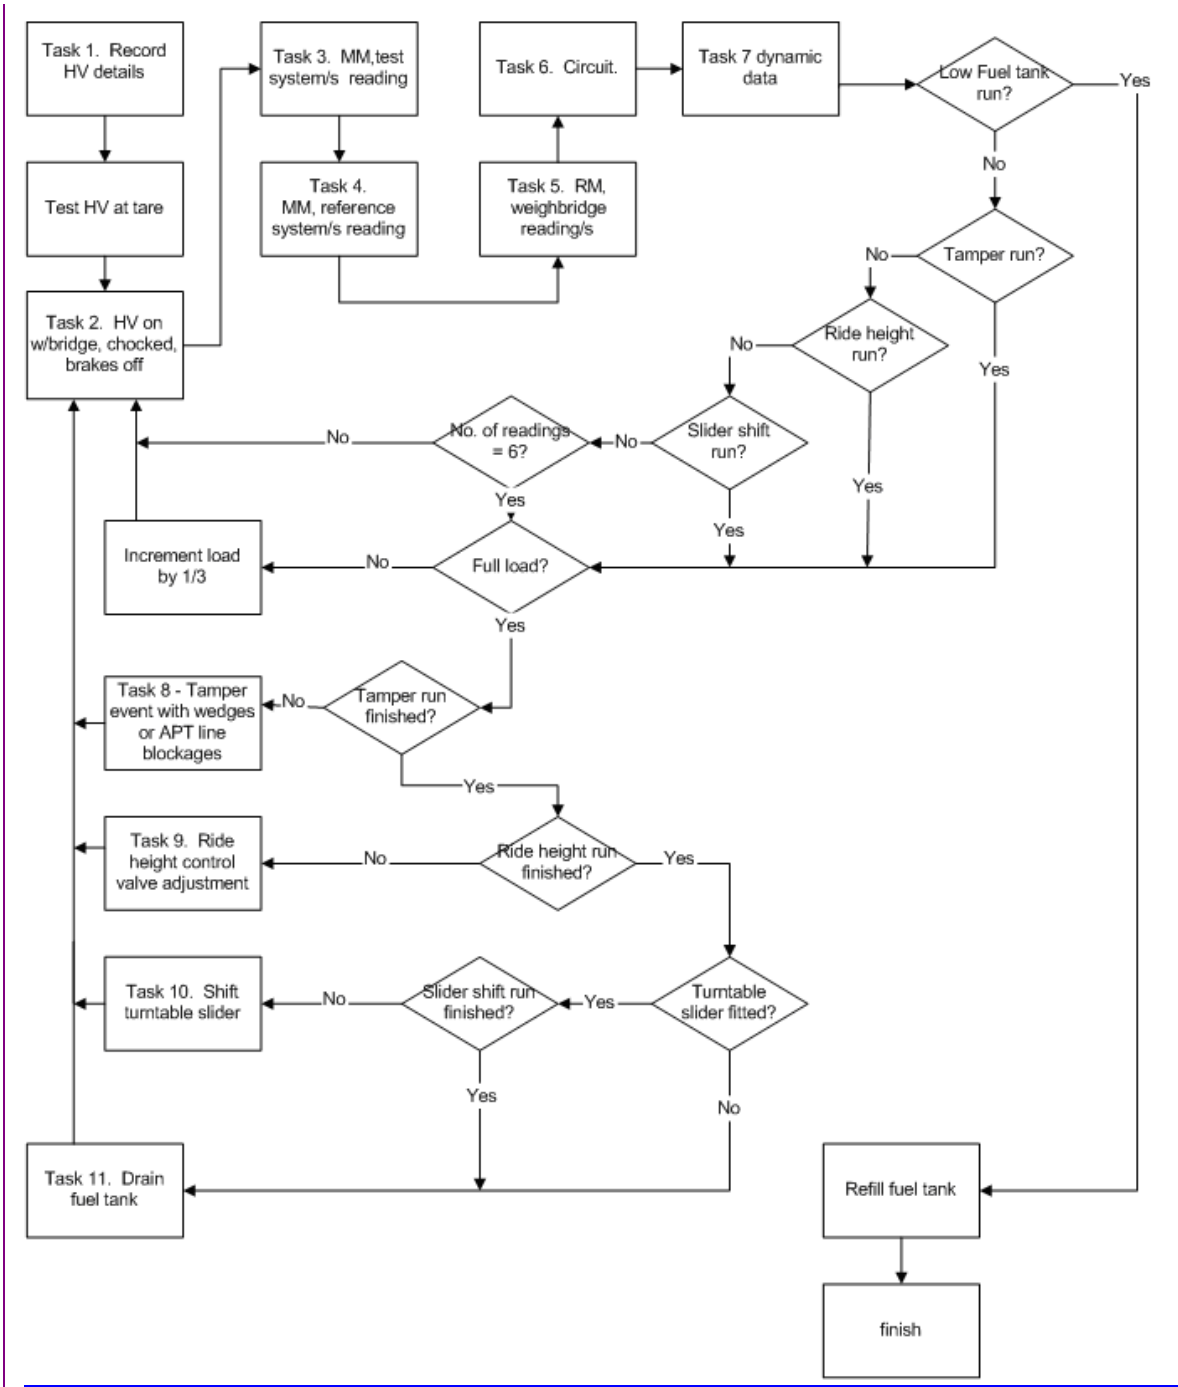 Task 1.  Record
HV details
Test HV at tare
Task 2.  HV on
w/bridge, chocked,
brakes off
Task 3.  MM,test
system/s  reading
Task 4.
MM, reference
system/s reading
Task 6.  Circuit.
Task 5.  RM,
weighbridge
reading/s
Task 7 dynamic
data
Low Fuel tank
run?
Yes
No
Tamper run?
No
Yes
Ride height
run?
No
Yes
Slider shift
run?
No
Yes
No. of readings
= 6?
No
Yes
Full load?
No
Increment load
by 1/3
Yes
Tamper run
finished?
No
Task 8 - Tamper
event with wedges
or APT line
blockages
Yes
Ride height run
finished?
No
Task 9.  Ride
height control
valve adjustment
Yes
Turntable
slider fitted?
Yes
Slider shift run
finished?
No
Task 10.  Shift
turntable slider
Yes
No
Task 11.  Drain
fuel tank
Refill fuel tank
finish